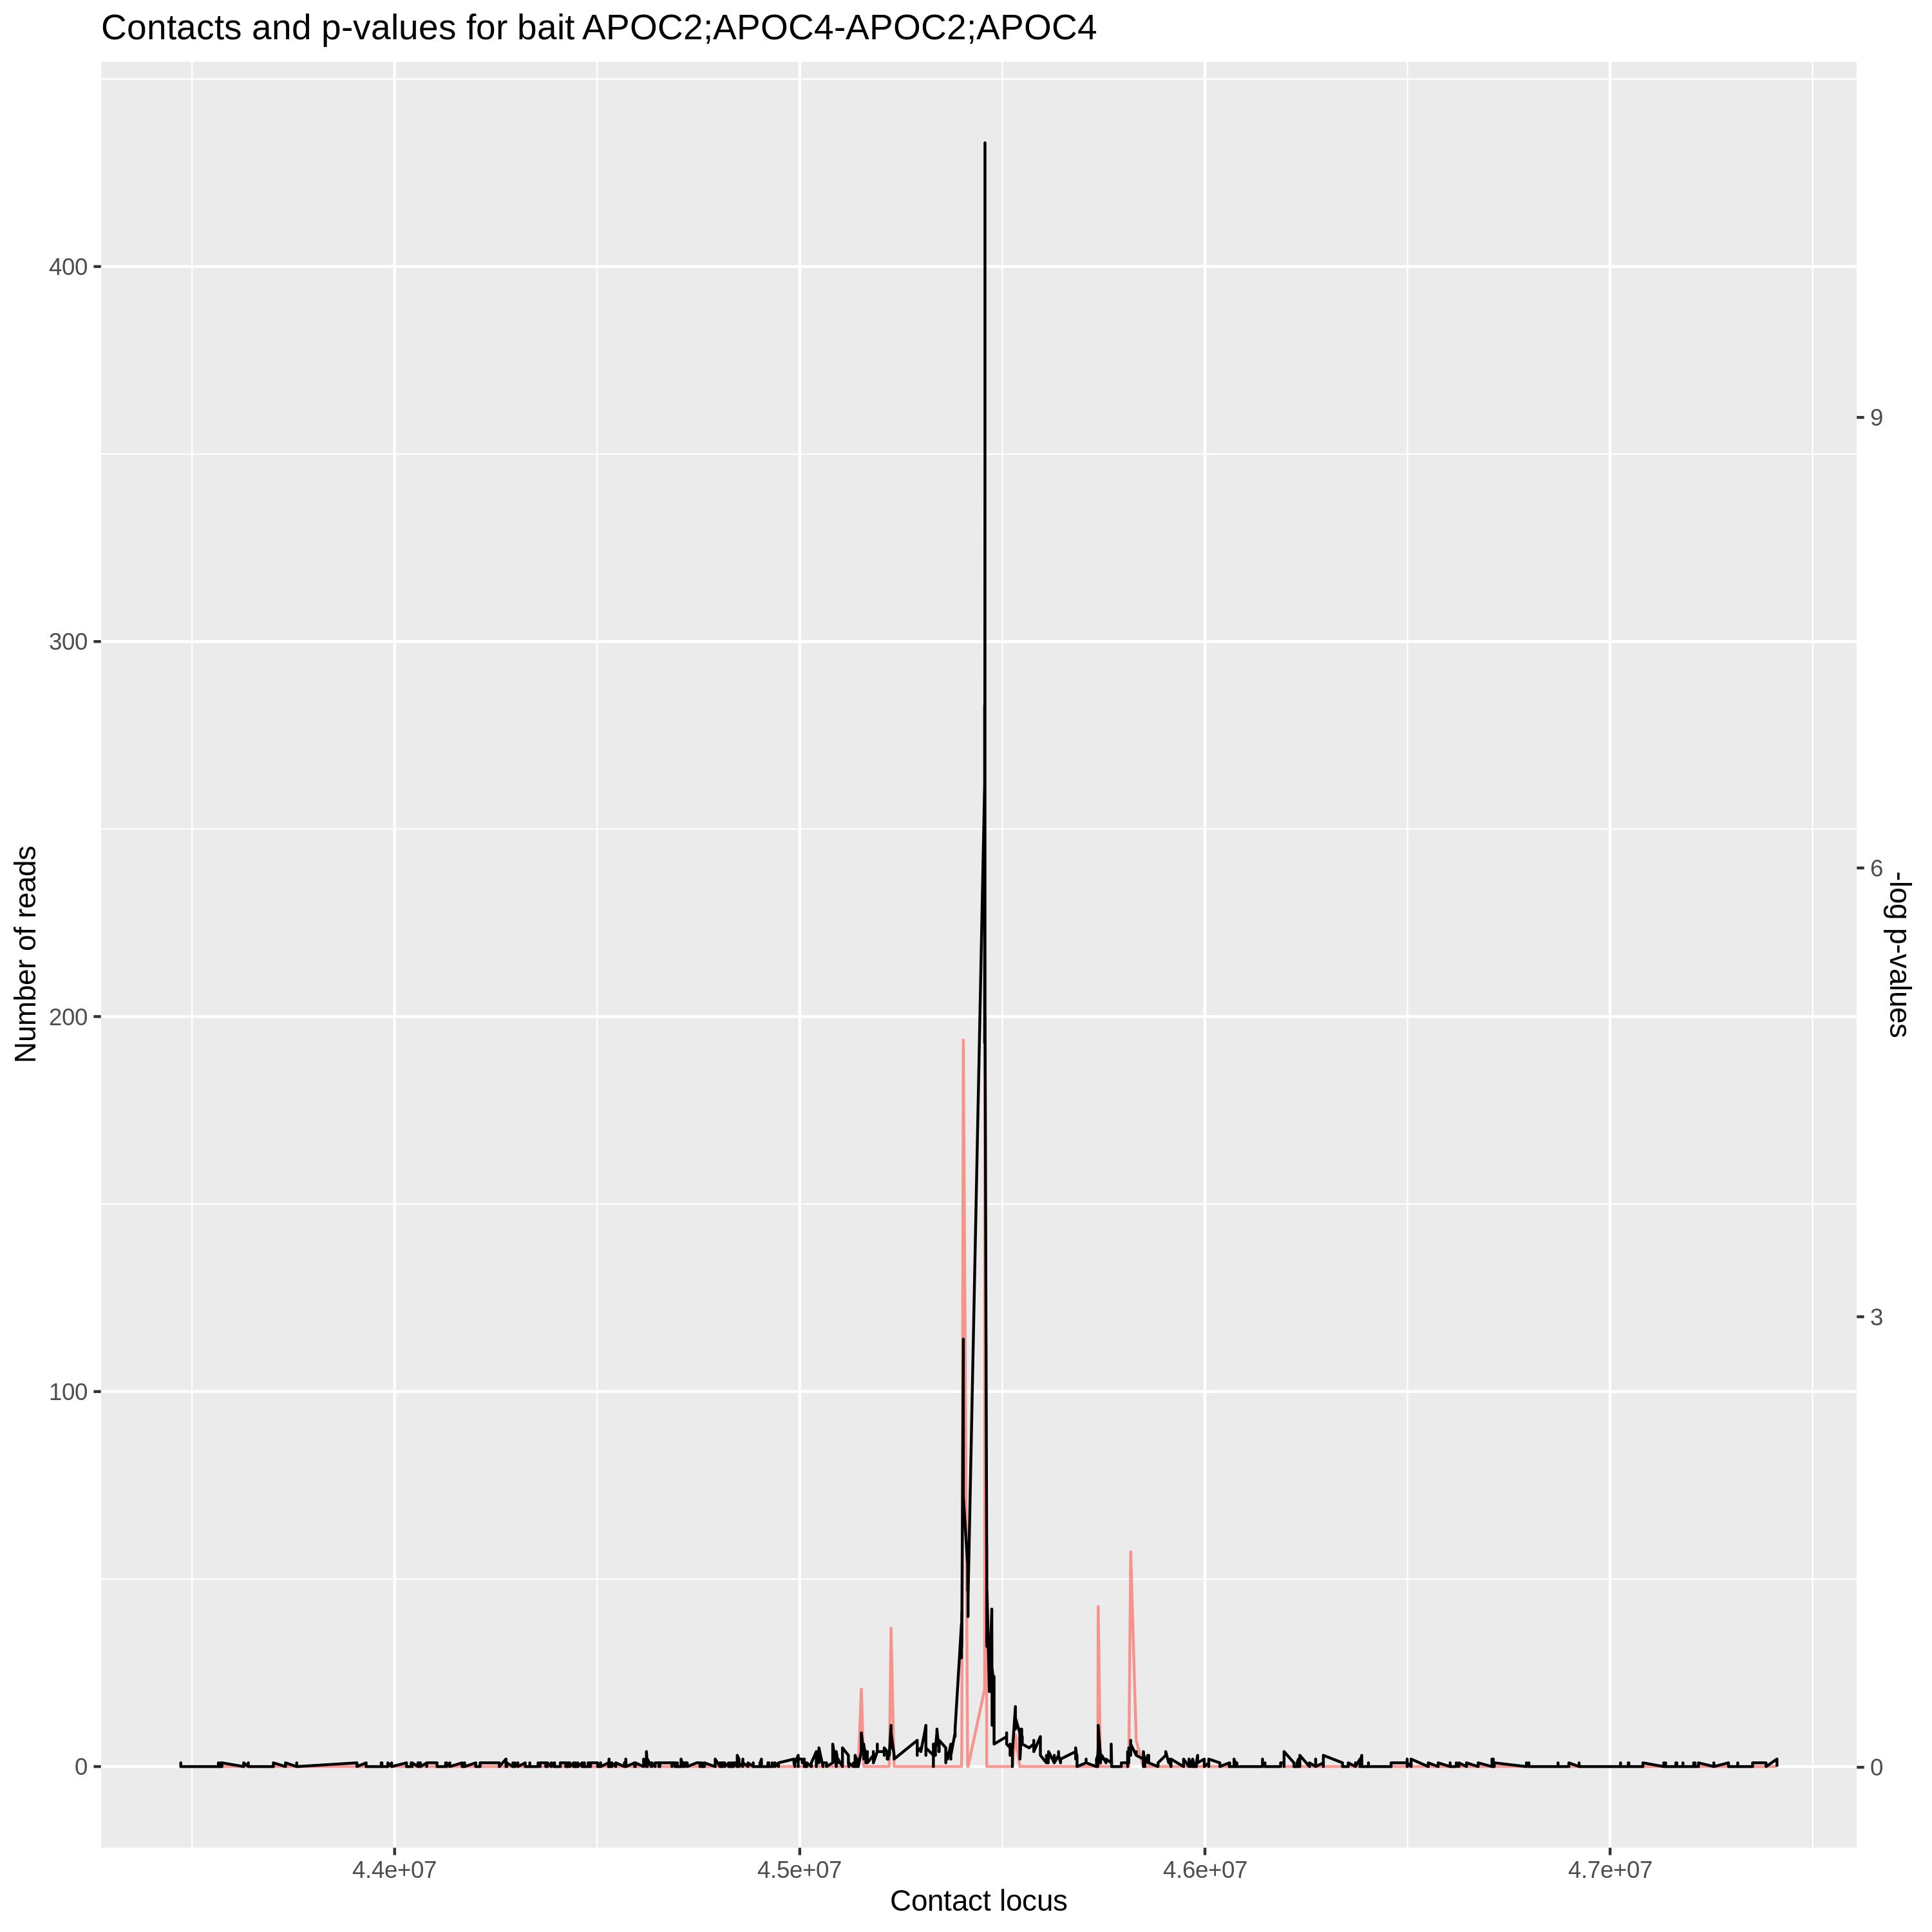 Contacts and p-values for bait APOC2;APOC4-APOC2;APOC4
400
300
200
100
0
Number of reads
9
6
3
0
-log p-values
4.4e+07 4.5e+07 4.6e+07 4.7e+07
Contact locus